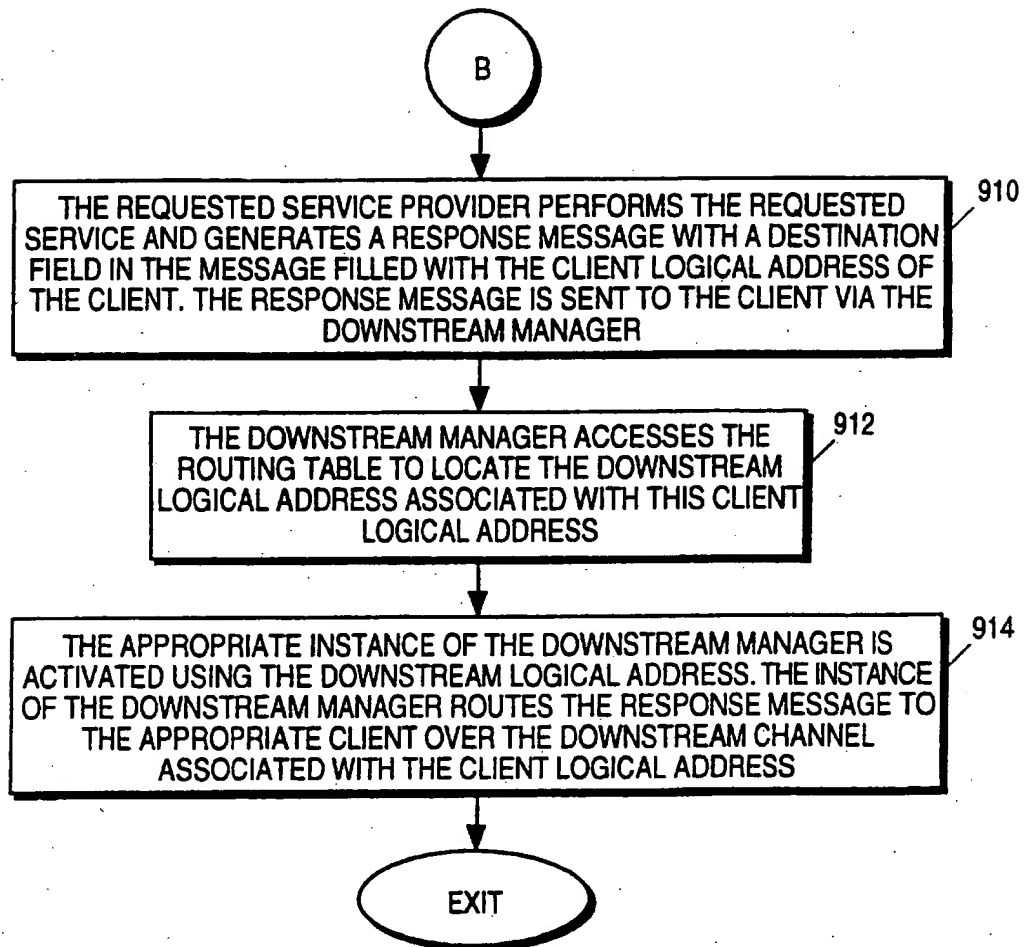 B
910
THE REQUESTED SERVICE PROVIDER PERFORMS THE REQUESTED
SERVICE AND GENERATES A RESPONSE MESSAGE WITH A DESTINATION
FIELD IN THE MESSAGE FILLED WITH THE CLIENT LOGICAL ADDRESS OF
THE CLIENT. THE RESPONSE MESSAGE IS SENT TO THE CLIENT VIA THE
DOWNSTREAM MANAGER
912
THE DOWNSTREAM MANAGER ACCESSES THE
ROUTING TABLE TO LOCATE THE DOWNSTREAM
LOGICAL ADDRESS ASSOCIATED WITH THIS CLIENT
LOGICAL ADDRESS
914
THE APPROPRIATE INSTANCE OF THE DOWNSTREAM MANAGER IS
ACTIVATED USING THE DOWNSTREAM LOGICAL ADDRESS. THE INSTANCE
OF THE DOWNSTREAM MANAGER ROUTES THE RESPONSE MESSAGE TO
THE APPROPRIATE CLIENT OVER THE DOWNSTREAM CHANNEL
ASSOCIATED WITH THE CLIENT LOGICAL ADDRESS
EXIT